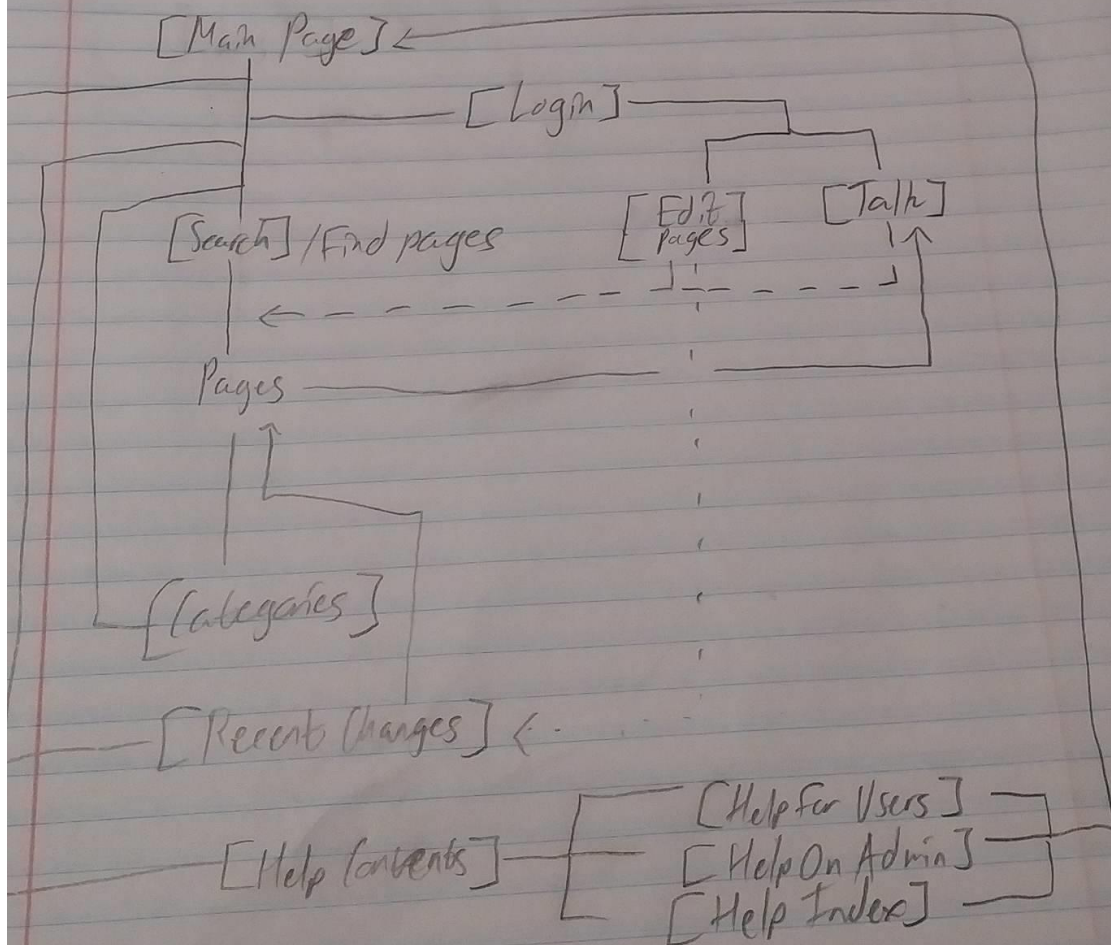 [Main Page]
[Login]
[Edit
Pages]
[Talk]
[Search] / Find pages
Pages
[Categories]
[Recent Changes]
[Help Contents]
[Help For Users]
[Help On Admin]
[Help Index]